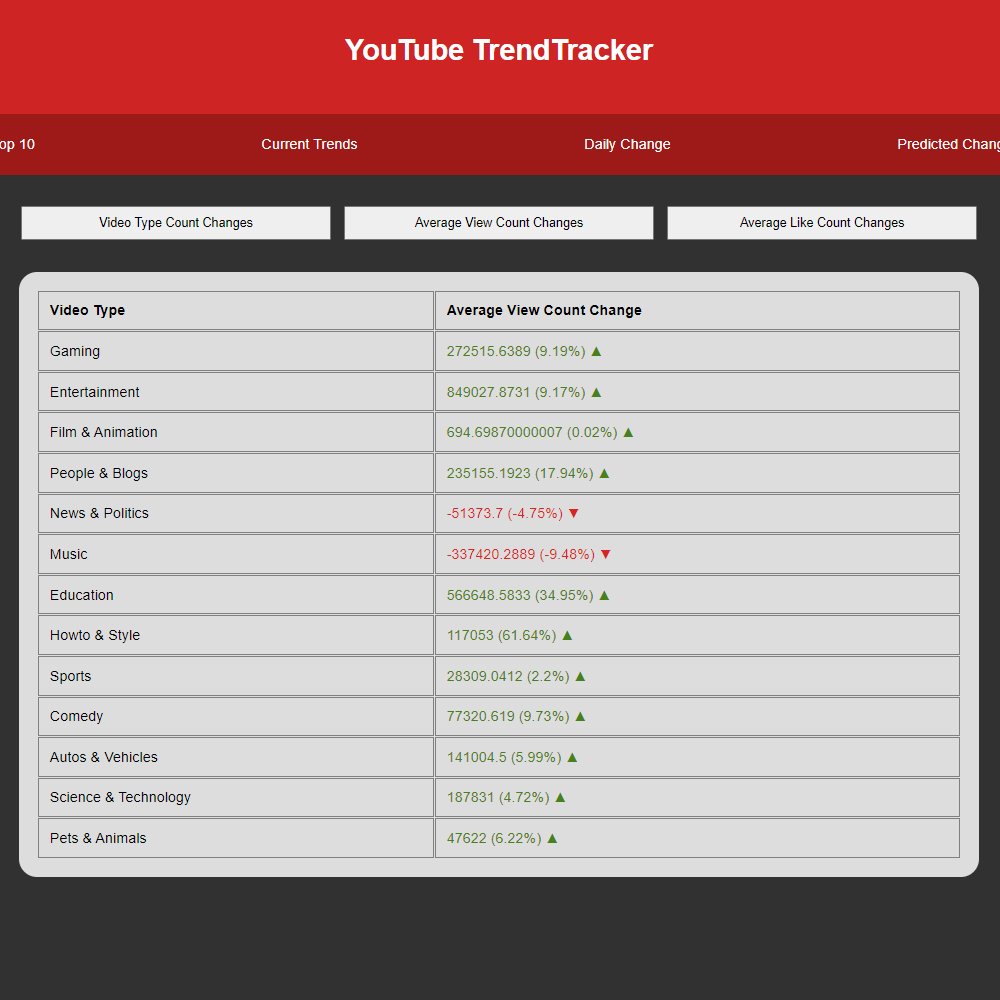 YouTube TrendTracker
op 10 Current Trends Daily Change Predicted Chang
Video Type Count Changes Average View Count Changes Average Like Count Changes
Video Type Average View Count Change
Gaming 272515.6389 (9.19%) ▲
Entertainment 849027.8731 (9.17%) ▲
Film & Animation 694.69870000007 (0.02%) ▲
People & Blogs 235155.1923 (17.94%) ▲
News & Politics -51373.7 (-4.75%) ▼
Music -337420.2889 (-9.48%) ▼
Education 566648.5833 (34.95%) ▲
Howto & Style 117053 (61.64%) ▲
Sports 28309.0412 (2.2%) ▲
Comedy 77320.619 (9.73%) ▲
Autos & Vehicles 141004.5 (5.99%) ▲
Science & Technology 187831 (4.72%) ▲
Pets & Animals 47622 (6.22%) ▲